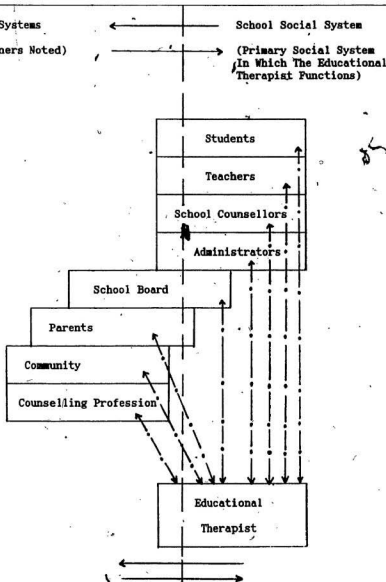 Systems
School Social System
ners Noted)
(Primary Social System
In Which The Educational
Therapist Functions)
Students
Teachers
School Counsellors
Administrators
School Board
Parents
Community
Counselling Profession
Educational
Therapist